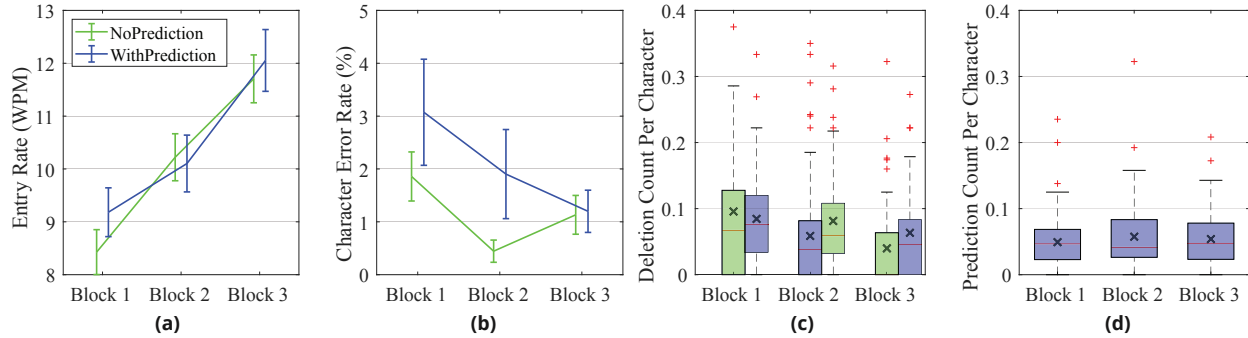 Entry Rate (WPM)
13
12
11
10
9
8
NoPrediction
WithPrediction
Block 1 Block 2 Block 3
(a)
Character Error Rate (%)
5
4
3
2
1
0
Block 1 Block 2 Block 3
(b)
Deletion Count Per Character
0.4
0.3
0.2
0.1
0
Block 1 Block 2 Block 3
(c)
Prediction Count Per Character
0.4
0.3
0.2
0.1
0
Block 1 Block 2 Block 3
(d)